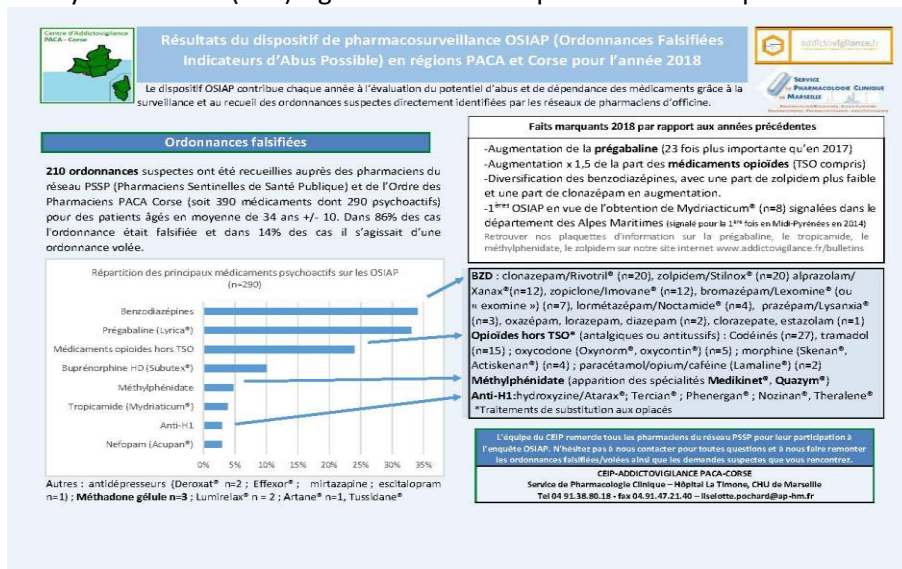 Centre d'Addictovigilance
PACA - Corse
Résultats du dispositif de pharmacosurveillance OSIAP (Ordonnances Falsifiées
Indicateurs d'Abus Possible) en régions PACA et Corse pour l'année 2018
addictovigilance.fr
SERVICE
DE PHARMACOLOGIE CLINIQUE
DE MARSEILLE
Le dispositif OSIAP contribue chaque année à l'évaluation du potentiel d'abus et de dépendance des médicaments grâce à la
surveillance et au recueil des ordonnances suspectes directement identifiées par les réseaux de pharmaciens d'officine.
Ordonnances falsifiées
210 ordonnances suspectes ont été recueillies auprès des pharmaciens du
réseau PSSP (Pharmaciens Sentinelles de Santé Publique) et de l'Ordre des
Pharmaciens PACA Corse (soit 390 médicaments dont 290 psychoactifs)
pour des patients âgés en moyenne de 34 ans +/- 10. Dans 86% des cas
l'ordonnance était falsifiée et dans 14% des cas il s'agissait d'une
ordonnance volée.
Répartition des principaux médicaments psychoactifs sur les OSIAP
(n=290)
Benzodiazépines
Prégabaline (Lyrica®)
Médicaments opioides hors TSO
Buprénorphine HD (Subutex®)
Méthylphénidate
Tropicamide (Mydriaticum®)
Anti-H1
Nefopam (Acupan®)
0% 5% 10% 15% 20% 25% 30% 35%
Autres : antidépresseurs (Deroxat® n=2 ; Effexor® ; mirtazapine ; escitalopram
n=1) ; Méthadone gélule n=3 ; Lumirelax® n = 2 ; Artane® n=1, Tussidane®
Faits marquants 2018 par rapport aux années précédentes
-Augmentation de la prégabaline (23 fois plus importante qu'en 2017)
-Augmentation x 1,5 de la part des médicaments opioïdes (TSO compris)
-Diversification des benzodiazépines, avec une part de zolpidem plus faible
et une part de clonazépam en augmentation.
-1ères OSIAP en vue de l'obtention de Mydriacticum® (n=8) signalées dans le
département des Alpes Maritimes (signalé pour la 1ère fois en Midi-Pyrénées en 2014)
Retrouver nos plaquettes d'information sur la prégabaline, le tropicamide, le
méthylphénidate, le zolpidem sur notre site internet www.addictovigilance.fr/bulletins
BZD : clonazepam/Rivotril® (n=20), zolpidem/Stilnox® (n=20) alprazolam/
Xanax®(n=12), zopiclone/Imovane® (n=12), bromazépam/Lexomine® (ou
« examine ») (n=7), lormétazépam/Noctamide® (n=4), prazépam/Lysanxia®
(n=3), oxazépam, lorazepam, diazepam (n=2), clorazepate, estazolam (n=1)
Opioïdes hors TSO* (antalgiques ou antitussifs) : Codéinés (n=27), tramadol
(n=15) ; oxycodone (Oxynorm®, oxycontin®) (n=5) ; morphine (Skenan®,
Actiskenan®) (n=4) ; paracétamol/opium/caféine (Lamaline®) (n=2)
Méthylphénidate (apparition des spécialités Medikinet®, Quazym®)
Anti-H1:hydroxyzine/Atarax®; Tercian® ; Phenergan® ; Nozinan®, Theralene®
*Traitements de substitution aux opiacés
L'équipe du CEIP remercie tous les pharmaciens du réseau PSSP pour leur participation à
l'enquête OSIAP. N'hésitez pas à nous contacter pour toutes questions et à nous faire remonter
les ordonnances falsifiées/volées ainsi que les demandes suspectes que vous rencontrez.
CEIP-ADDICTOVIGILANCE PACA-CORSE
Service de Pharmacologie Clinique – Hôpital La Timone, CHU de Marseille
Tel 04 91.38.80.18 - fax 04.91.47.21.40 – liselotte.pochard@ap-hm.fr